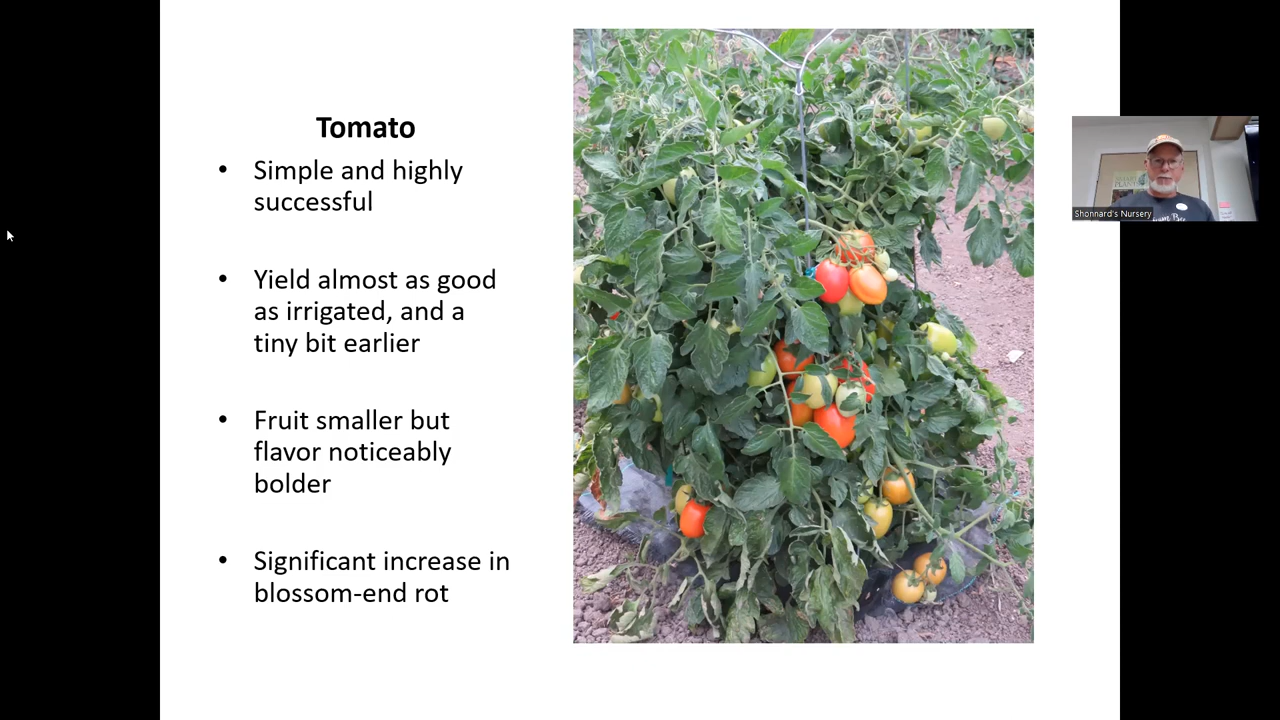 Tomato
• Simple and highly
successful
• Yield almost as good
as irrigated, and a
tiny bit earlier
• Fruit smaller but
flavor noticeably
bolder
• Significant increase in
blossom-end rot
Shonnard's Nursery